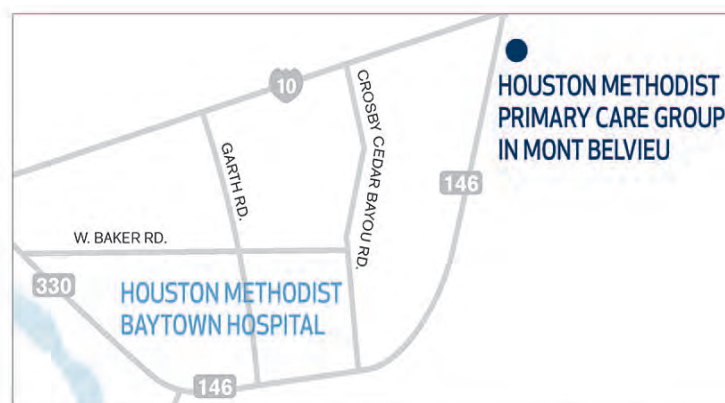 10
CROSBY CEDAR BAYOU RD.
HOUSTON METHODIST
PRIMARY CARE GROUP
IN MONT BELVIEU
GARTH RD.
146
W. BAKER RD.
330
HOUSTON METHODIST
BAYTOWN HOSPITAL
146